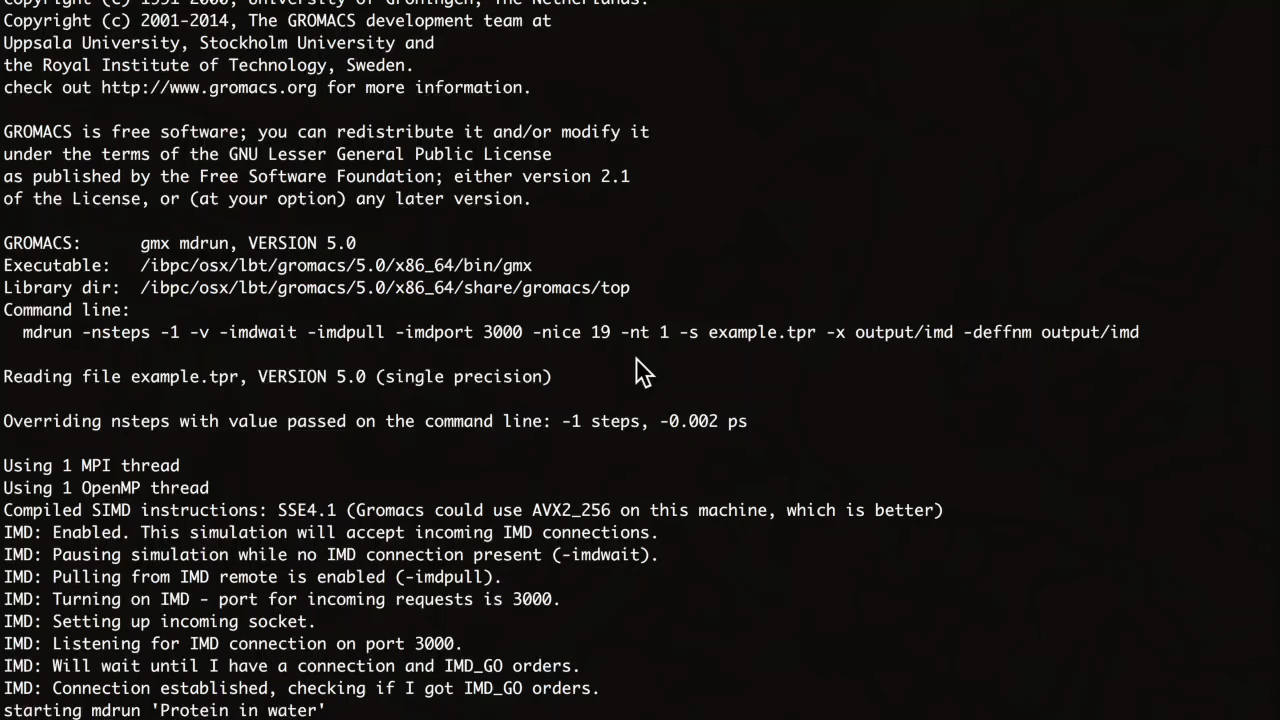 Copyright (c) 1991-2000, University of Groningen, The Netherlands.
Copyright (c) 2001-2014, The GROMACS development team at
Uppsala University, Stockholm University and
the Royal Institute of Technology, Sweden.
check out http://www.gromacs.org for more information.

GROMACS is free software; you can redistribute it and/or modify it
under the terms of the GNU Lesser General Public License
as published by the Free Software Foundation; either version 2.1
of the License, or (at your option) any later version.

GROMACS:      gmx mdrun, VERSION 5.0
Executable:   /ibpc/osx/lbt/gromacs/5.0/x86_64/bin/gmx
Library dir:  /ibpc/osx/lbt/gromacs/5.0/x86_64/share/gromacs/top
Command line:
  mdrun -nsteps -1 -v -imdwait -imdpull -imdport 3000 -nice 19 -nt 1 -s example.tpr -x output/imd -deffnm output/imd

Reading file example.tpr, VERSION 5.0 (single precision)

Overriding nsteps with value passed on the command line: -1 steps, -0.002 ps

Using 1 MPI thread
Using 1 OpenMP thread
Compiled SIMD instructions: SSE4.1 (Gromacs could use AVX2_256 on this machine, which is better)
IMD: Enabled. This simulation will accept incoming IMD connections.
IMD: Pausing simulation while no IMD connection present (-imdwait).
IMD: Pulling from IMD remote is enabled (-imdpull).
IMD: Turning on IMD - port for incoming requests is 3000.
IMD: Setting up incoming socket.
IMD: Listening for IMD connection on port 3000.
IMD: Will wait until I have a connection and IMD_GO orders.
IMD: Connection established, checking if I got IMD_GO orders.
starting mdrun 'Protein in water'